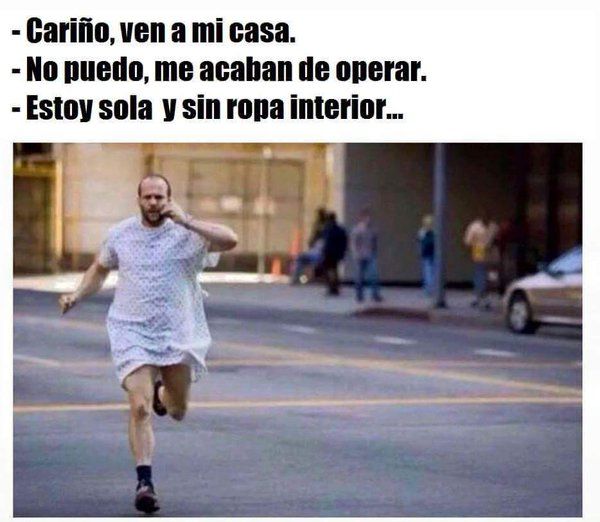 - Cariño, ven a mi casa.
- No puedo, me acaban de operar.
- Estoy sola y sin ropa interior...